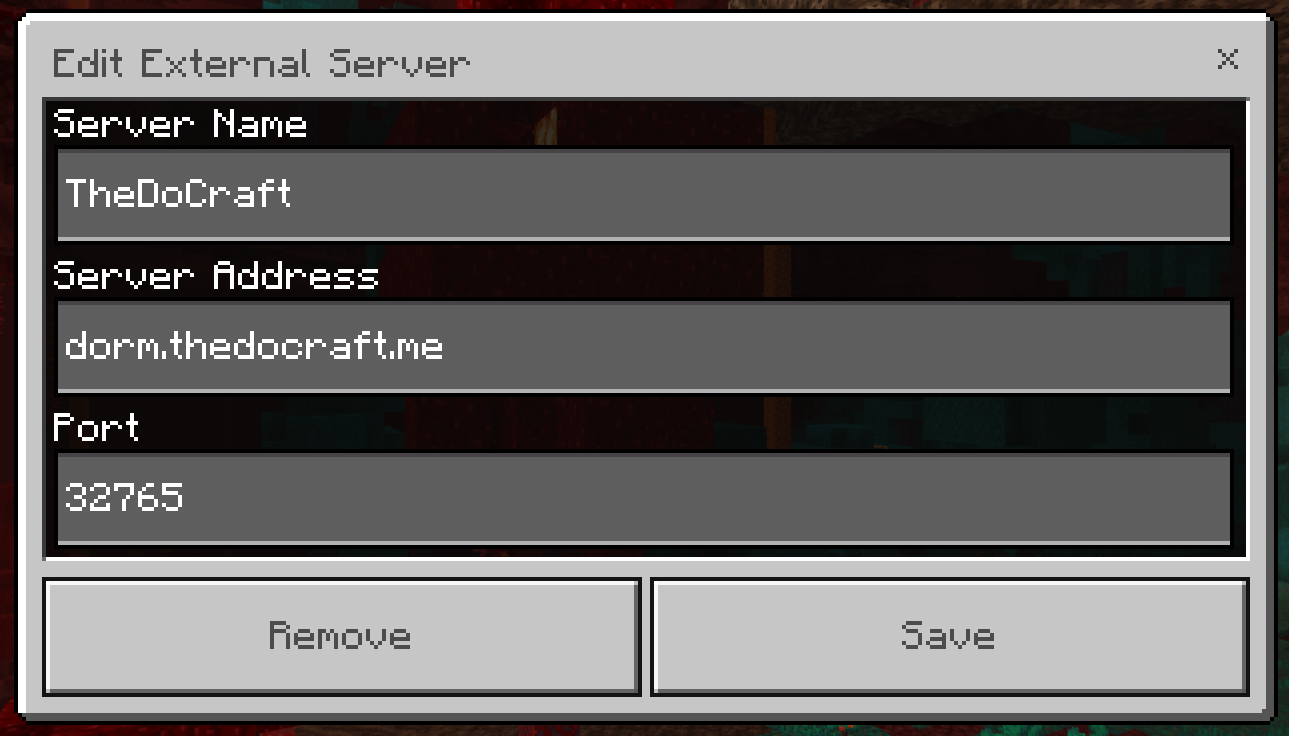 Edit External Server
x
Server Name
TheDoCraft
Server Address
dorm.thedocraft.me
Port
32765
Remove
Save